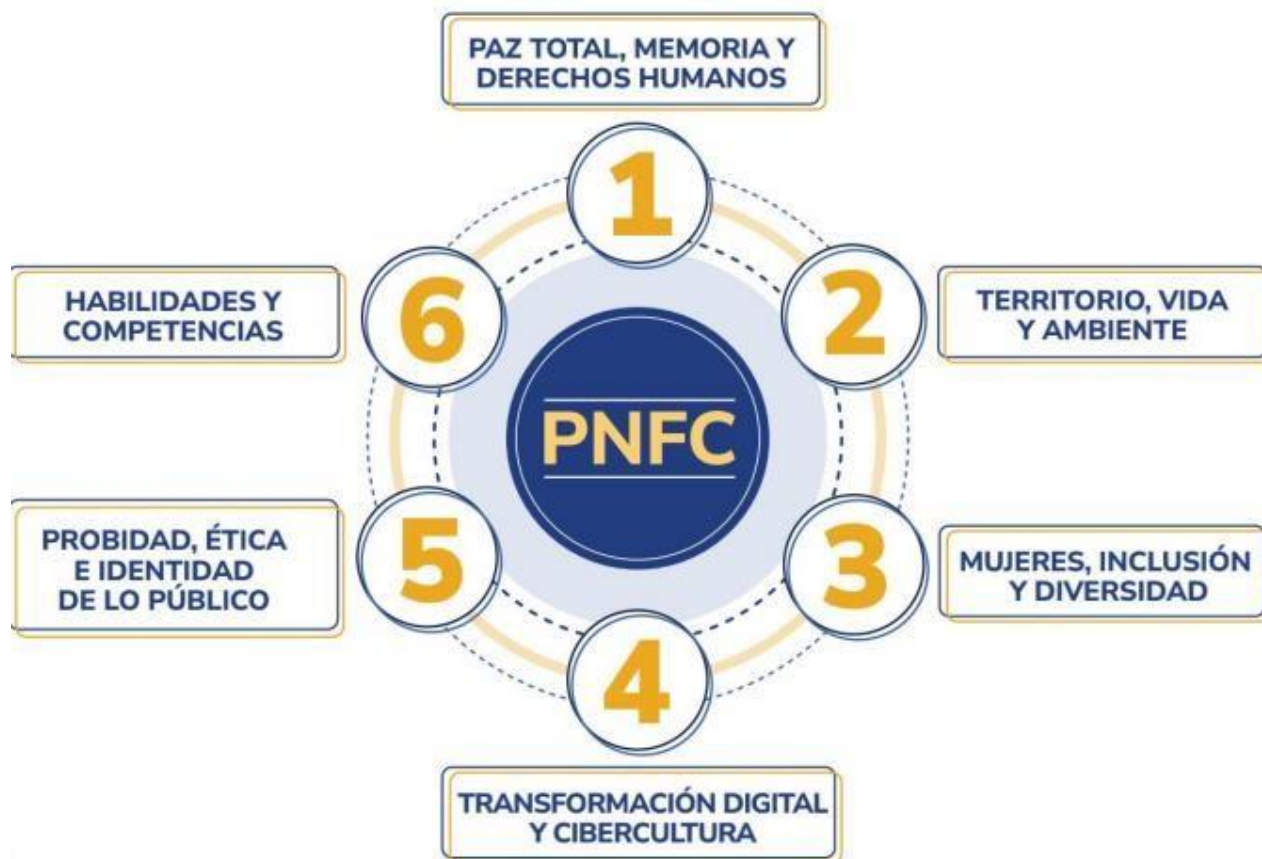 PAZ TOTAL, MEMORIA Y
DERECHOS HUMANOS
1
2
TERRITORIO, VIDA
Y AMBIENTE
3
MUJERES, INCLUSIÓN
Y DIVERSIDAD
4
TRANSFORMACIÓN DIGITAL
Y CIBERCULTURA
5
PROBIDAD, ÉTICA
E IDENTIDAD
DE LO PÚBLICO
6
HABILIDADES Y
COMPETENCIAS
PNFC